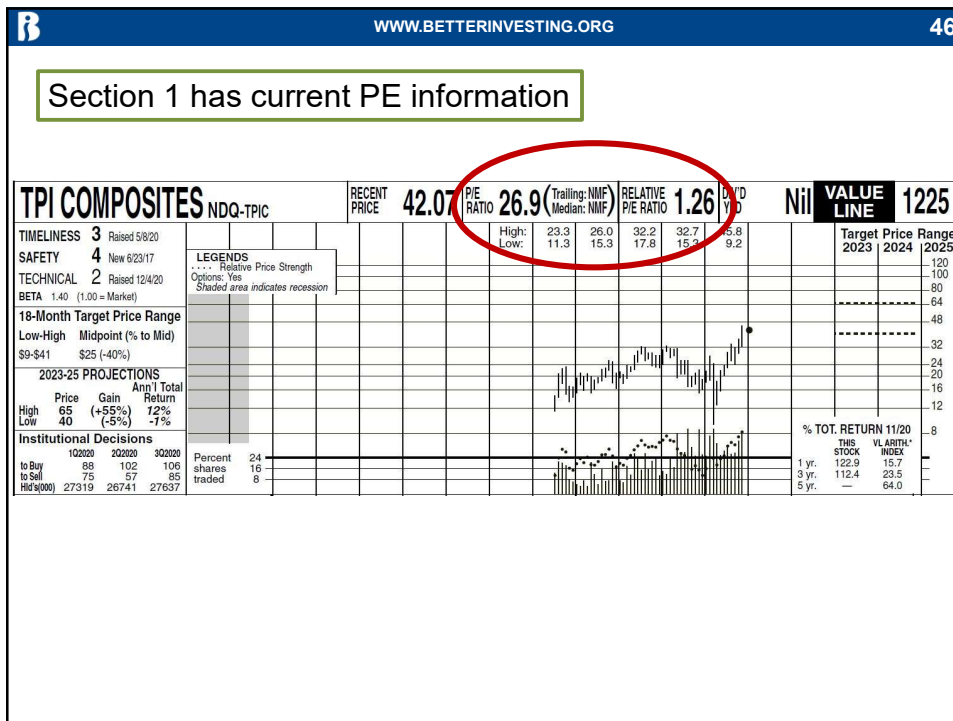 WWW.BETTERINVESTING.ORG 46
Section 1 has current PE information
TPI COMPOSITES NDQ-TPIC RECENT PRICE 42.07 P/E RATIO 26.9 (Trailing: NMF Median: NMF) RELATIVE P/E RATIO 1.26 Nil VALUE LINE 1225
TIMELINESS 3 Raised 5/8/20
SAFETY 4 New 6/23/17
TECHNICAL 2 Raised 12/4/20
BETA 1.40 (1.00 = Market)
18-Month Target Price Range
Low-High Midpoint (% to Mid)
$9-$41 $25 (-40%)
2023-25 PROJECTIONS
Ann'l Total
Price Gain Return
High 65 (+55%) 12%
Low 40 (-5%) -1%
Institutional Decisions
1Q2020 2Q2020 3Q2020
to Buy 88 102 106
to Sell 75 57 85
Hld's(000) 27319 26741 27637
High: 23.3 26.0 32.2 32.7
Low: 11.3 15.3 17.8 15.3 9.2
LEGENDS
.... Relative Price Strength
Options: Yes
Shaded area indicates recession
Percent shares traded
24
16
8
Target Price Range
2023 2024 2025
120
100
80
64
48
32
24
20
16
12
8
% TOT. RETURN 11/20
THIS STOCK VL ARITH.* INDEX
1 yr. 122.9 15.7
3 yr. 112.4 23.5
5 yr. — 64.0